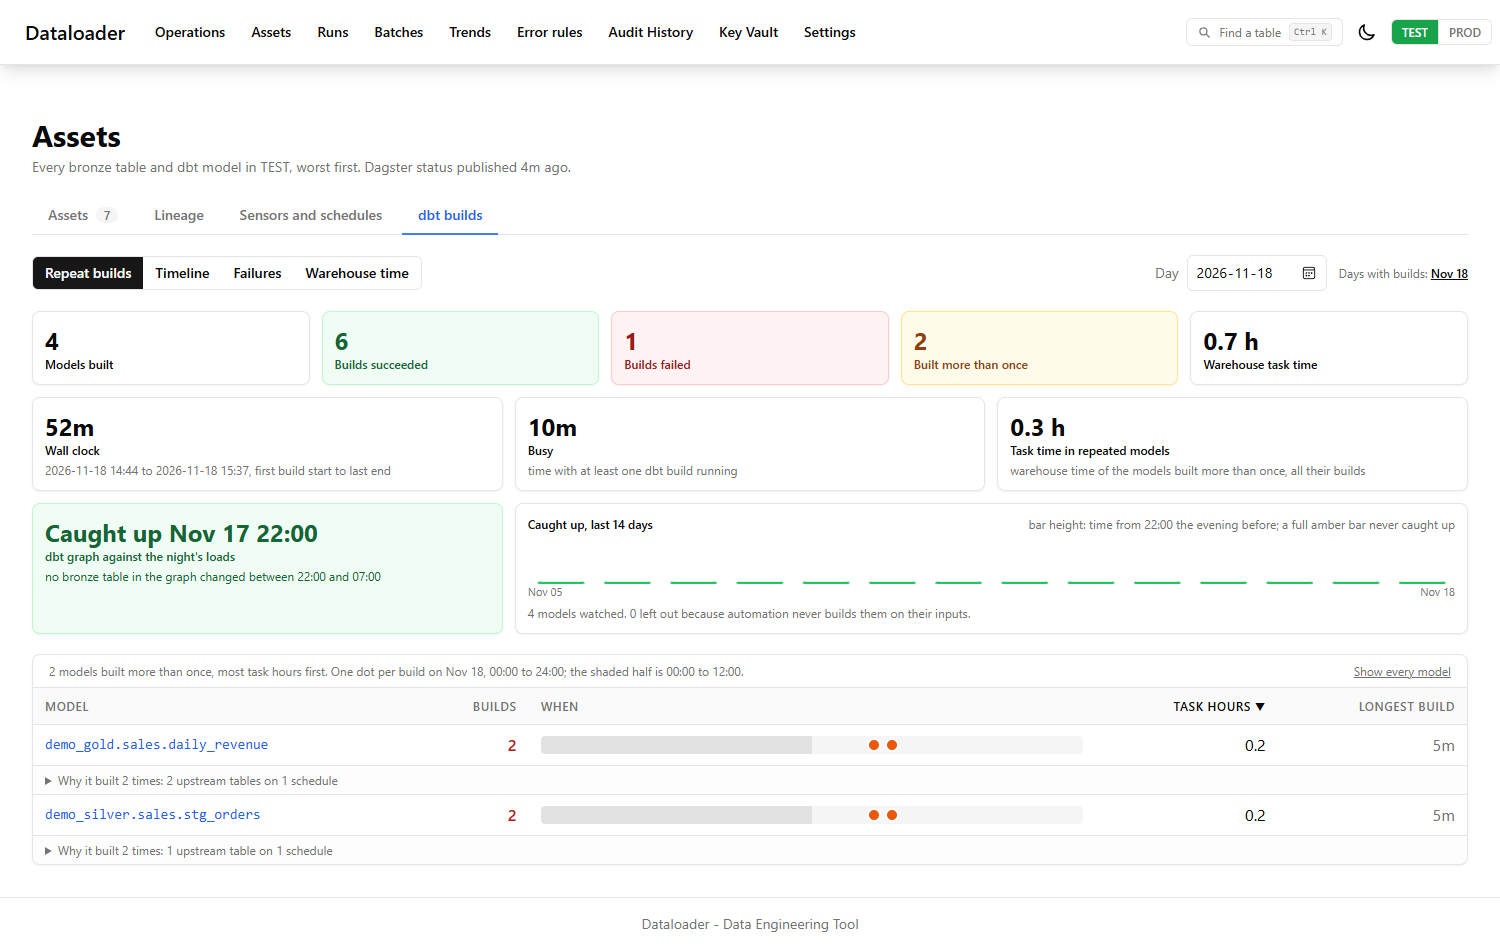 Dataloader Operations Assets Runs Batches Trends Error rules Audit History Key Vault Settings Find a table Ctrl K TEST PROD
Assets
Every bronze table and dbt model in TEST, worst first. Dagster status published 4m ago.
Assets 7 Lineage Sensors and schedules dbt builds
Repeat builds Timeline Failures Warehouse time Day 2026-11-18 Days with builds: Nov 18
4
Models built
6
Builds succeeded
1
Builds failed
2
Built more than once
0.7 h
Warehouse task time
52m
Wall clock
2026-11-18 14:44 to 2026-11-18 15:37, first build start to last end
10m
Busy
time with at least one dbt build running
0.3 h
Task time in repeated models
warehouse time of the models built more than once, all their builds
Caught up Nov 17 22:00
dbt graph against the night's loads
no bronze table in the graph changed between 22:00 and 07:00
Caught up, last 14 days bar height: time from 22:00 the evening before; a full amber bar never caught up
Nov 05 Nov 18
4 models watched. 0 left out because automation never builds them on their inputs.
2 models built more than once, most task hours first. One dot per build on Nov 18, 00:00 to 24:00; the shaded half is 00:00 to 12:00. Show every model
MODEL BUILDS WHEN TASK HOURS ▼ LONGEST BUILD
demo_gold.sales.daily_revenue 2 0.2 5m
▶ Why it built 2 times: 2 upstream tables on 1 schedule
demo_silver.sales.stg_orders 2 0.2 5m
▶ Why it built 2 times: 1 upstream table on 1 schedule
Dataloader - Data Engineering Tool